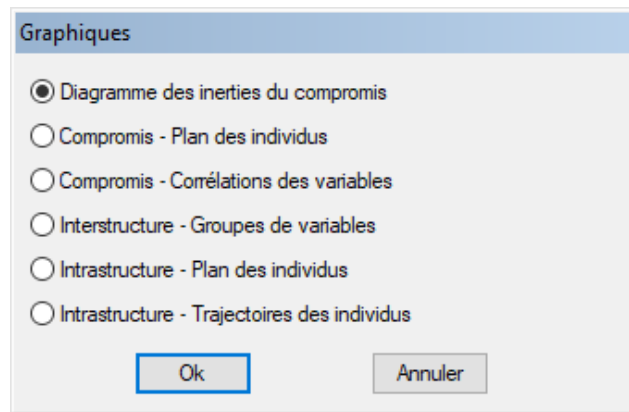 Graphiques
Diagramme des inerties du compromis
Compromis - Plan des individus
Compromis - Corrélations des variables
Interstructure - Groupes de variables
Intrastructure - Plan des individus
Intrastructure - Trajectoires des individus
Ok Annuler